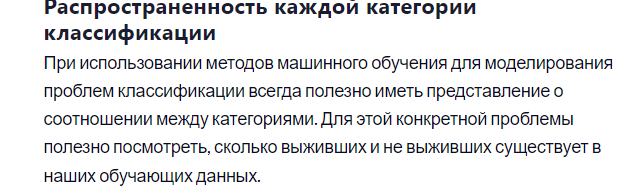 Распространенность каждой категории
классификации
При использовании методов машинного обучения для моделирования
проблем классификации всегда полезно иметь представление о
соотношении между категориями. Для этой конкретной проблемы
полезно посмотреть, сколько выживших и не выживших существует в
наших обучающих данных.